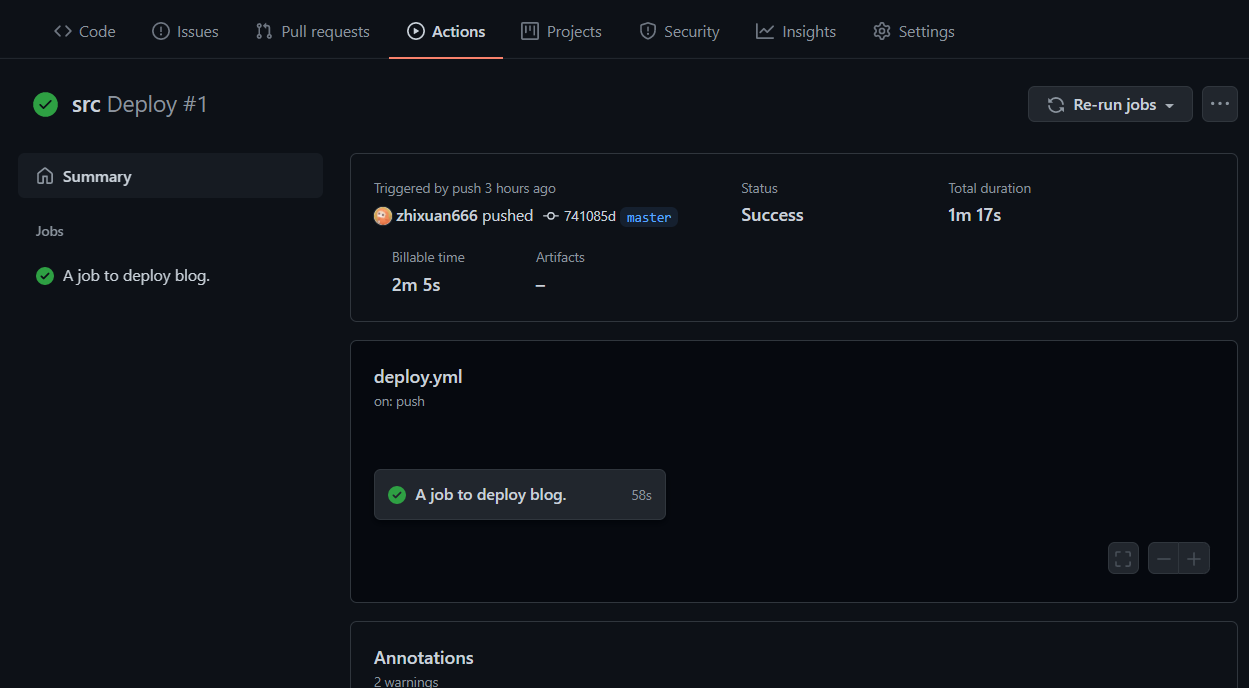 Code Issues Pull requests Actions Projects Security Insights Settings
src Deploy #1
Re-run jobs
Summary
Jobs
A job to deploy blog.
Triggered by push 3 hours ago
zhixuan666 pushed 741085d master
Status
Success
Total duration
1m 17s
Billable time
2m 5s
Artifacts
–
deploy.yml
on: push
A job to deploy blog. 58s
Annotations
2 warnings